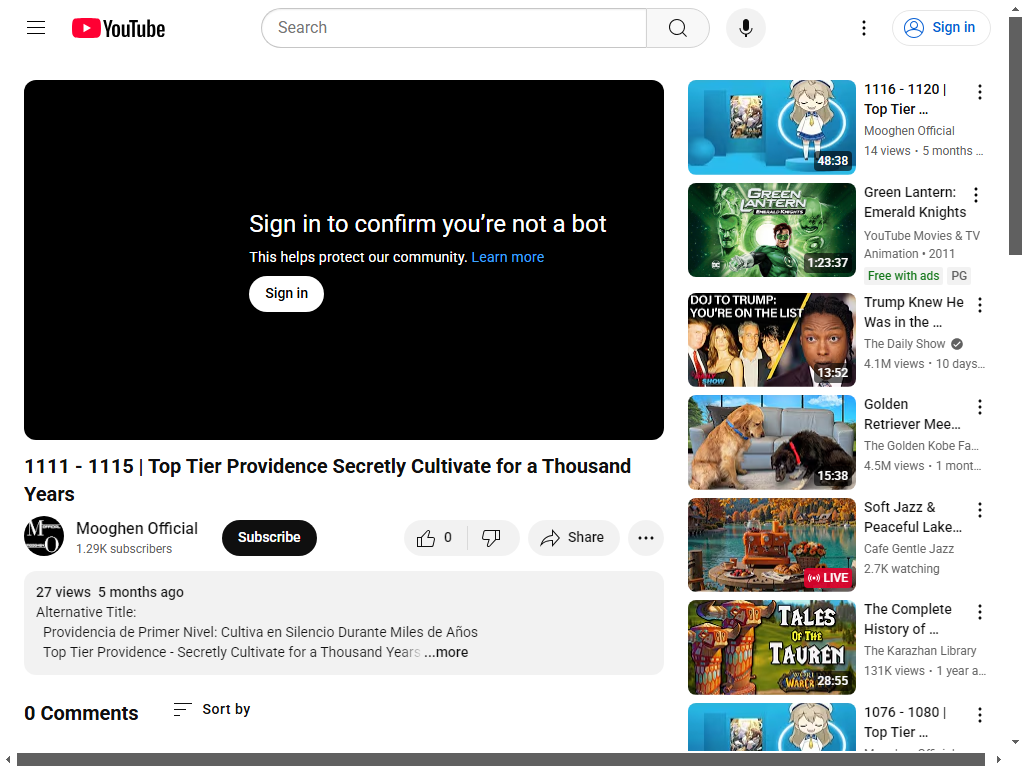 YouTube
Search
Sign in
Sign in to confirm you’re not a bot
This helps protect our community. Learn more
Sign in
1111 - 1115 | Top Tier Providence Secretly Cultivate for a Thousand
Years
Mooghen Official
1.29K subscribers
Subscribe
0
Share
27 views 5 months ago
Alternative Title:
Providencia de Primer Nivel: Cultiva en Silencio Durante Miles de Años
Top Tier Providence - Secretly Cultivate for a Thousand Years ...more
0 Comments
Sort by
48:38
1116 - 1120 |
Top Tier ...
Mooghen Official
14 views • 5 months ...
GREEN
LANTERN
EMERALD KNIGHTS
1:23:37
Green Lantern:
Emerald Knights
YouTube Movies & TV
Animation • 2011
Free with ads PG
DOJ TO TRUMP:
YOU'RE ON THE LIST
SHOW
13:52
Trump Knew He
Was in the ...
The Daily Show
4.1M views • 10 days...
15:38
Golden
Retriever Mee...
The Golden Kobe Fa...
4.5M views • 1 mont...
LIVE
Soft Jazz &
Peaceful Lake...
Cafe Gentle Jazz
2.7K watching
TALES
OF THE
TAUREN
28:55
The Complete
History of ...
The Karazhan Library
131K views • 1 year a...
1076 - 1080 |
Top Tier ...